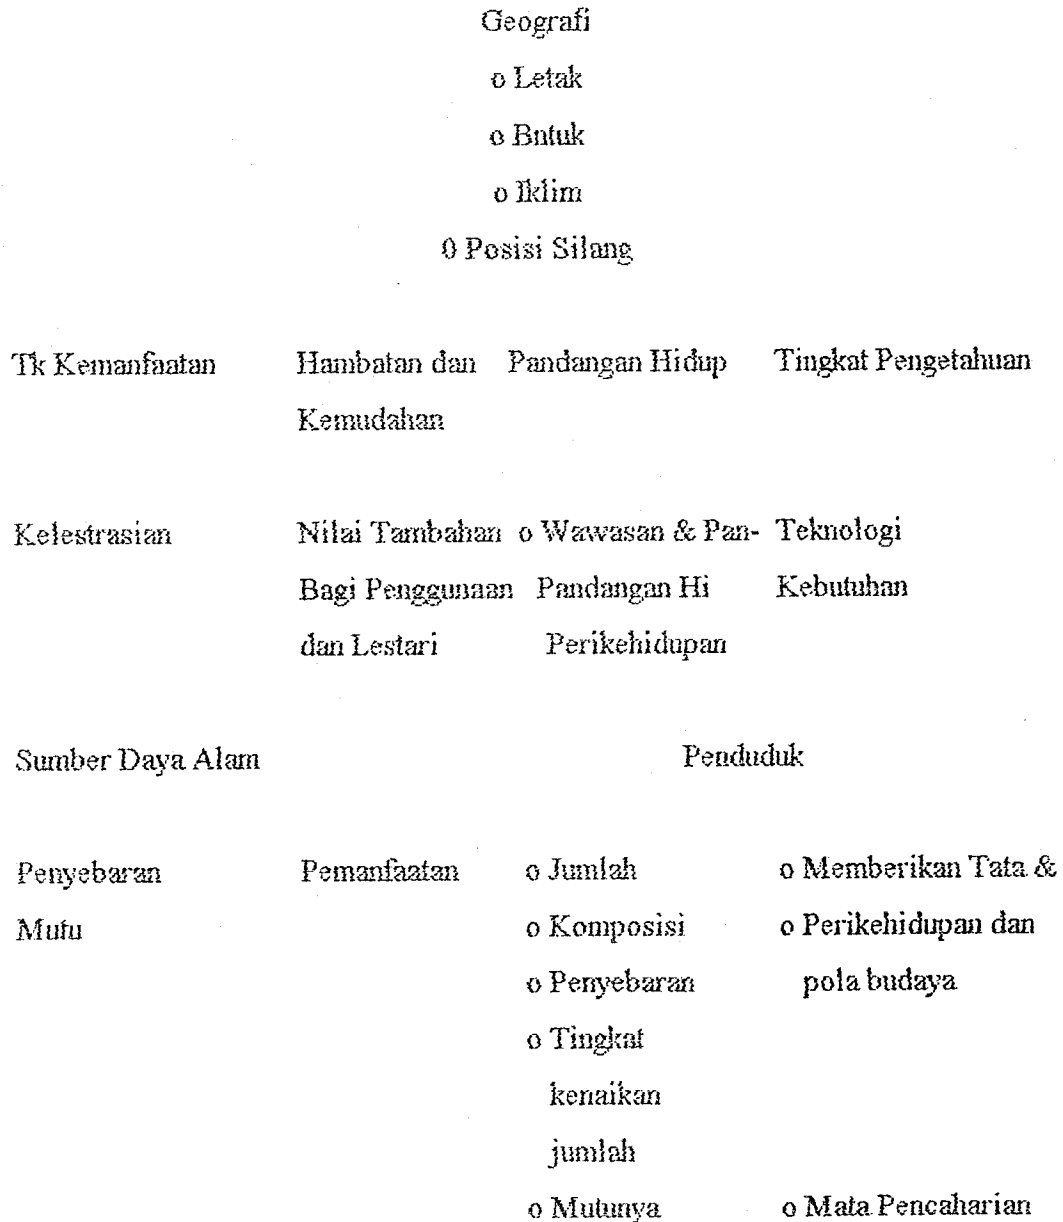 Geografi
o Letak
o Bntuk
o Iklim
0 Posisi Silang
Tk Kemanfaatan Hambatan dan Pandangan Hidup Tingkat Pengetahuan
Kemudahan
Kelestrasian Nilai Tambahan o Wawasan & Pan- Teknologi
Bagi Penggunaan Pandangan Hi Kebutuhan
dan Lestari Perikehidupan
Sumber Daya Alam Penduduk
Penyebaran Pemanfaatan o Jumlah o Memberikan Tata &
Mutu o Komposisi o Perikehidupan dan
o Penyebaran pola budaya
o Tingkat
kenaikan
jumlah
o Mutunya o Mata Pencaharian